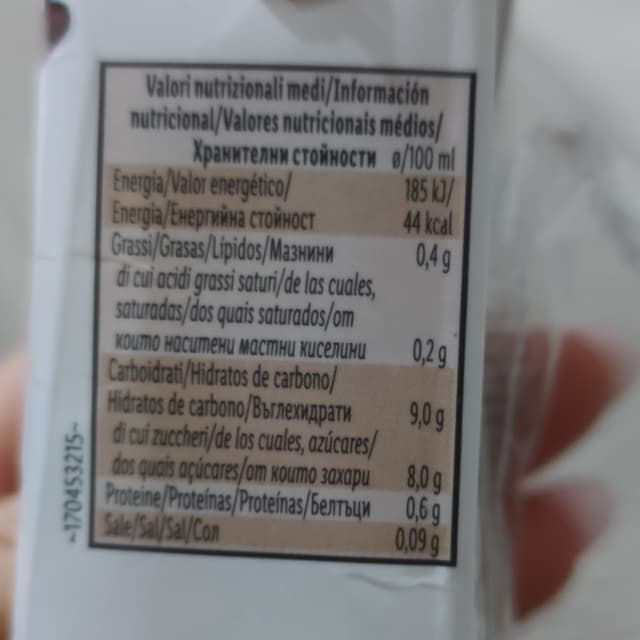 Valori nutrizionali medi/Información
nutricional/Valores nutricionais médios/
Хранителни стойности ø/100 ml
Energia/Valor energético/ 185 kJ/
Energia/Енергийна стойност 44 kcal
Grassi/Grasas/Lípidos/Мазнини 0,4 g
di cui acidi grassi saturi/de las cuales,
saturadas/dos quais saturados/от
които наситени мастни киселини 0,2 g
Carboidrati/Hidratos de carbono/
Hidratos de carbono/Въглехидрати 9,0 g
di cui zuccheri/de los cuales, azúcares/
dos quais açúcares/от които захари 8,0 g
Proteine/Proteínas/Proteínas/Белтъци 0,6 g
Sale/Sal/Sal/Сол 0,09 g
~170453215~